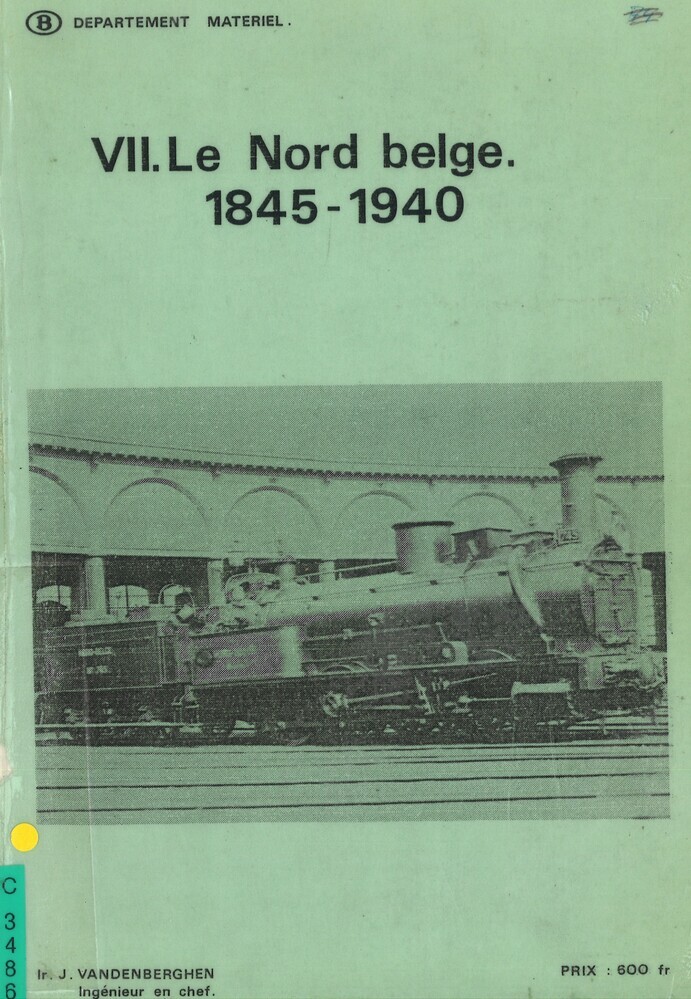 B DEPARTEMENT MATERIEL.
VII. Le Nord belge.
1845-1940
C
3
4
8
6
Ir. J. VANDENBERGHEN
Ingénieur en chef.
PRIX : 600 fr